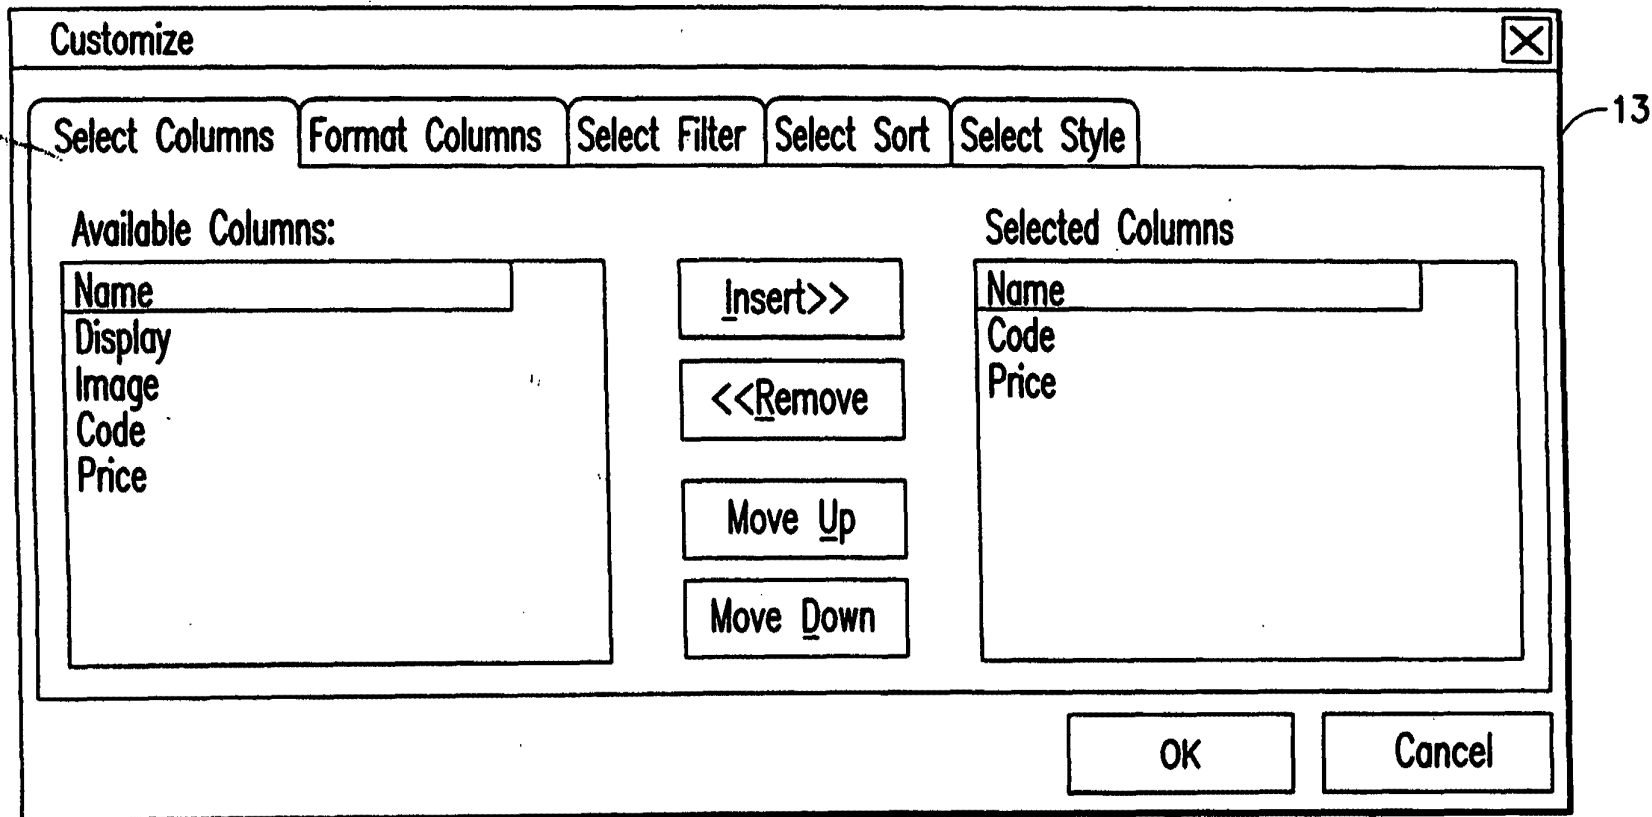 Customize
13
Select Columns Format Columns Select Filter Select Sort Select Style
Available Columns:
Name
Display
Image
Code
Price
Insert>>
<<Remove
Move Up
Move Down
Selected Columns
Name
Code
Price
OK Cancel